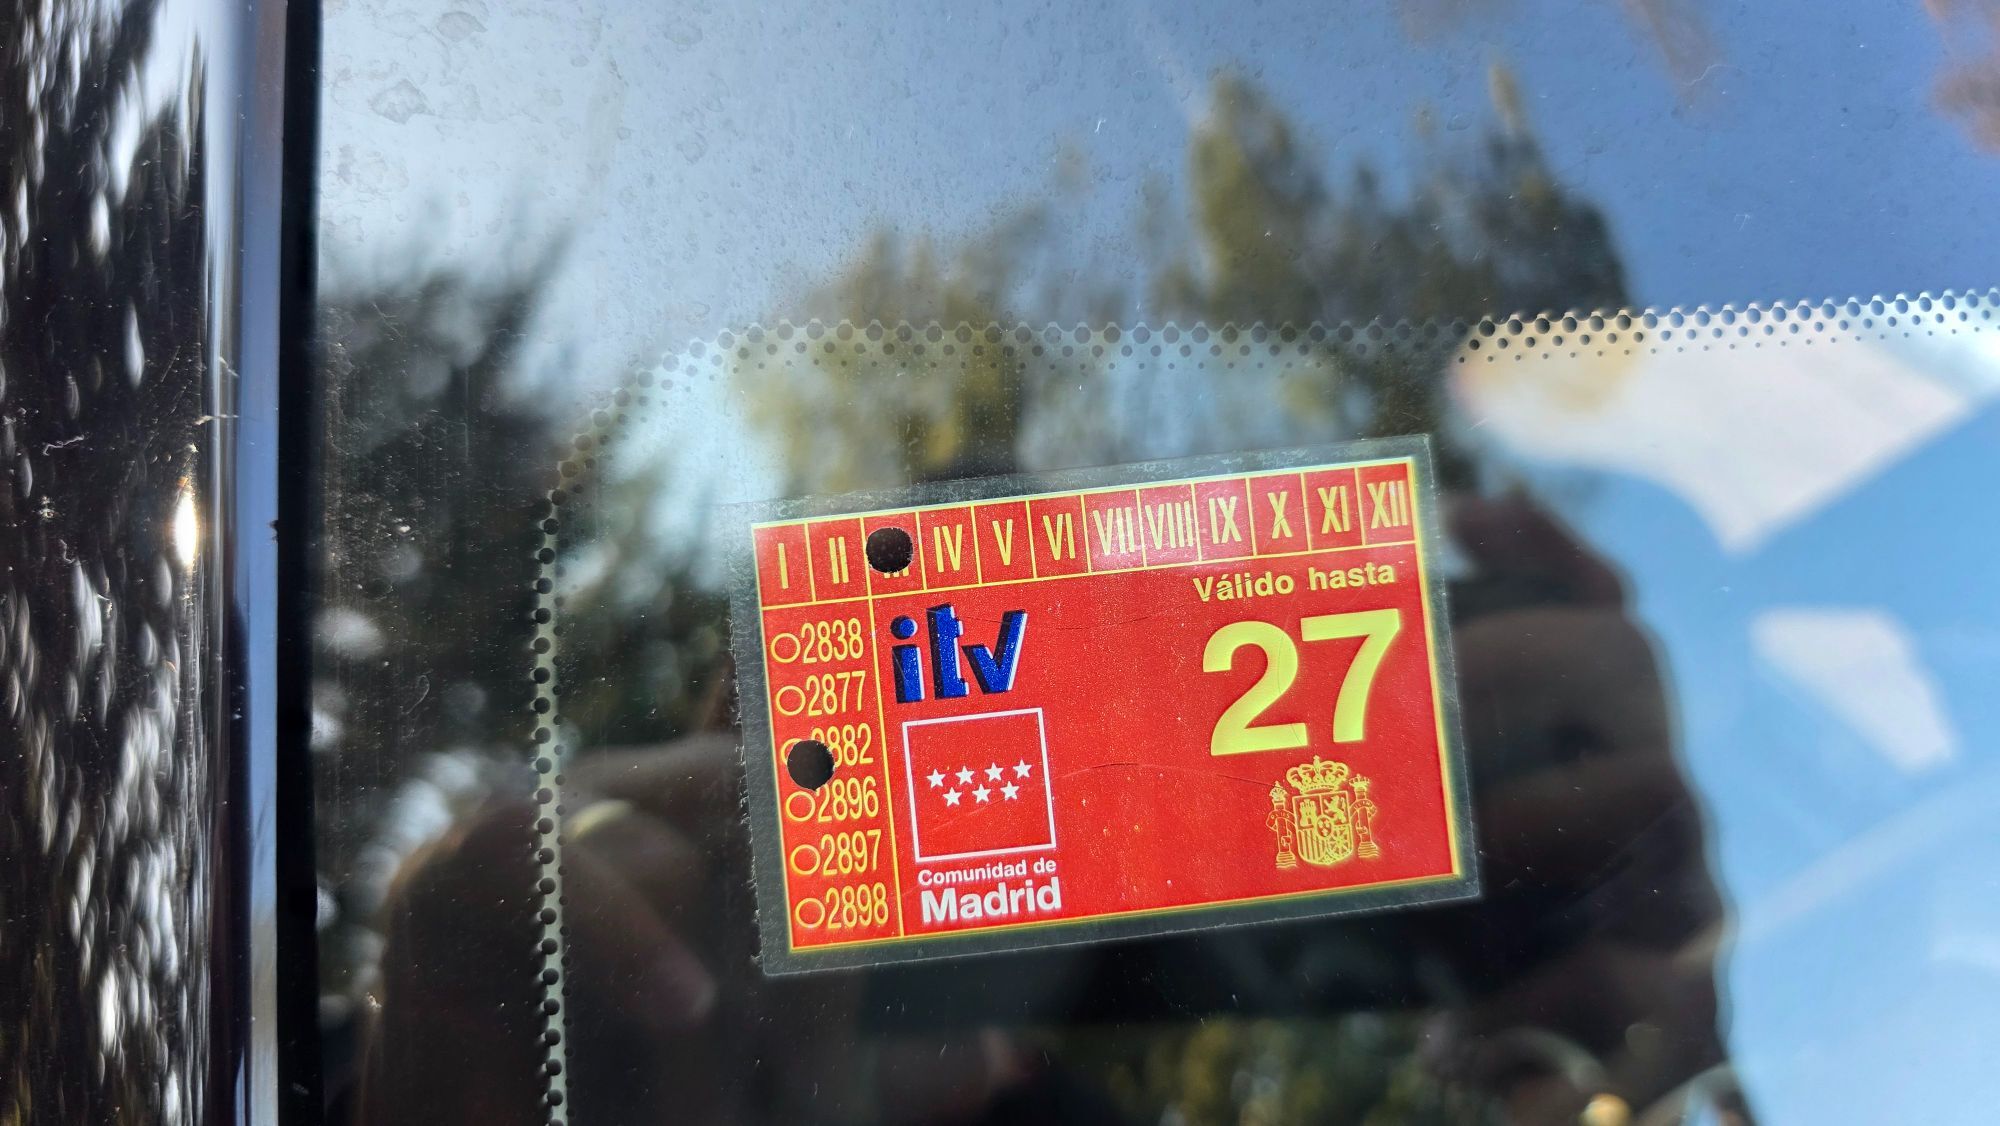 I II III IV V VI VII VIII IX X XI XII
Válido hasta
27
itv
2838
2877
2882
2896
2897
2898
Comunidad de
Madrid